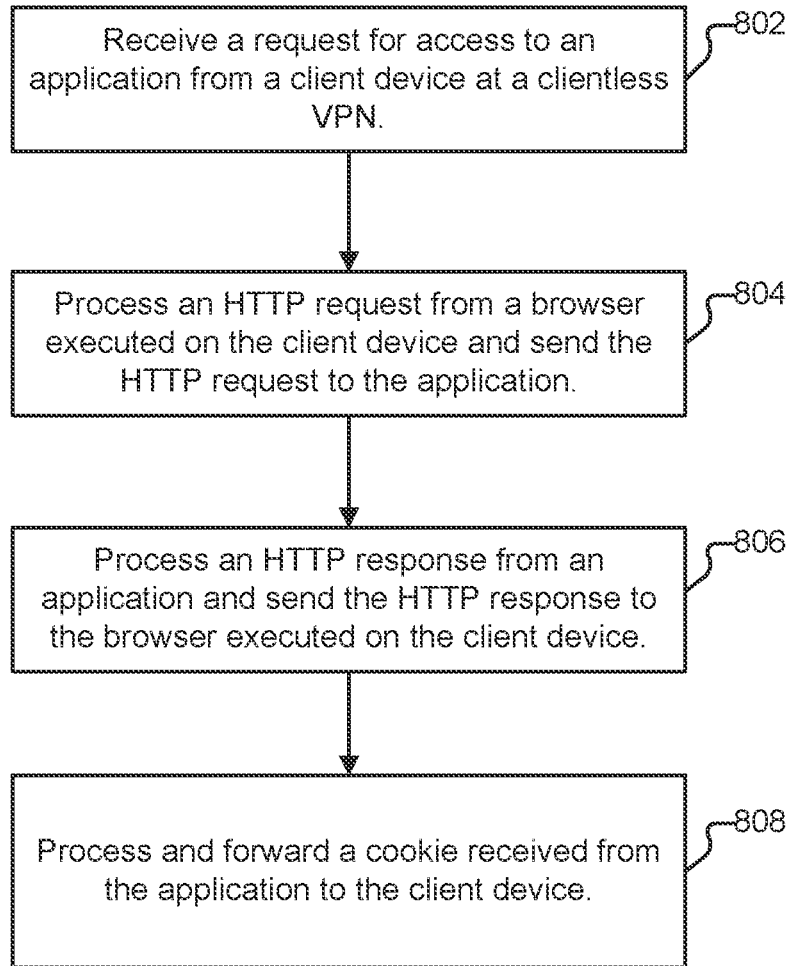 Receive a request for access to an
application from a client device at a clientless
VPN.
802
Process an HTTP request from a browser
executed on the client device and send the
HTTP request to the application.
804
Process an HTTP response from an
application and send the HTTP response to
the browser executed on the client device.
806
Process and forward a cookie received from
the application to the client device.
808